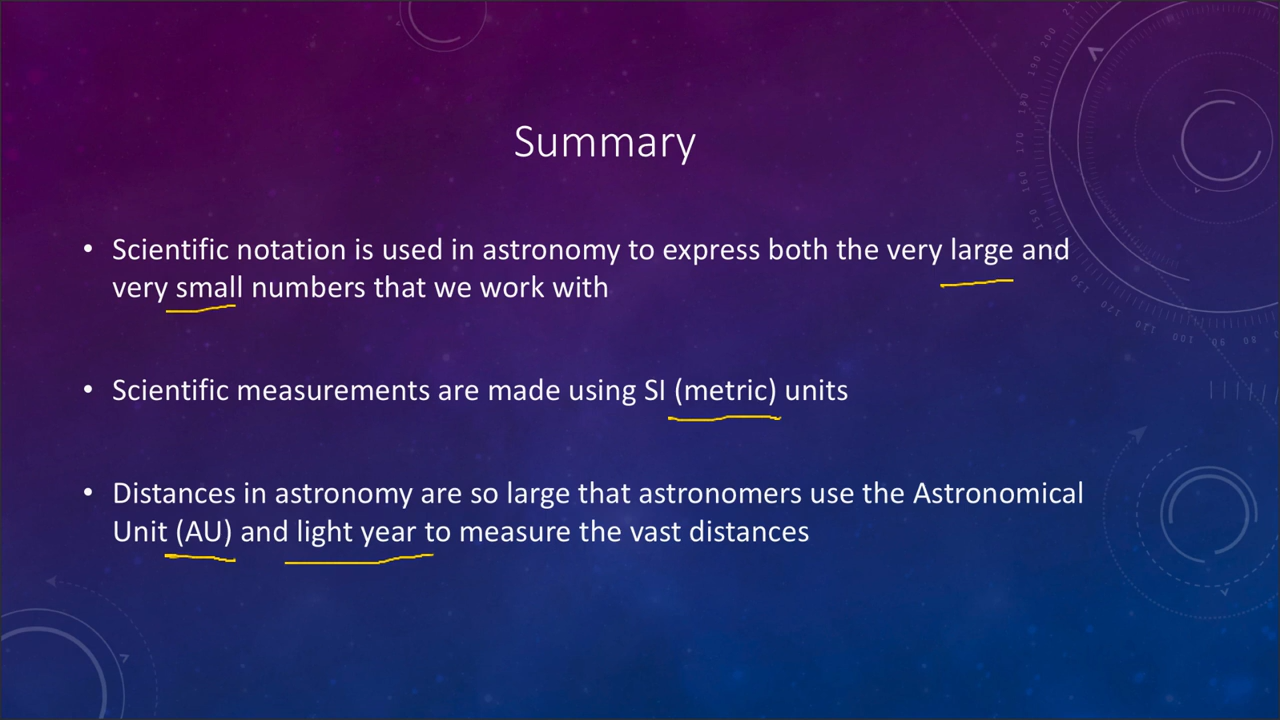 Summary
• Scientific notation is used in astronomy to express both the very large and
very small numbers that we work with
• Scientific measurements are made using SI (metric) units
• Distances in astronomy are so large that astronomers use the Astronomical
Unit (AU) and light year to measure the vast distances